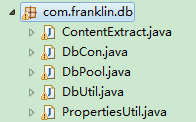 com.franklin.db
ContentExtract.java
DbCon.java
DbPool.java
DbUtil.java
PropertiesUtil.java